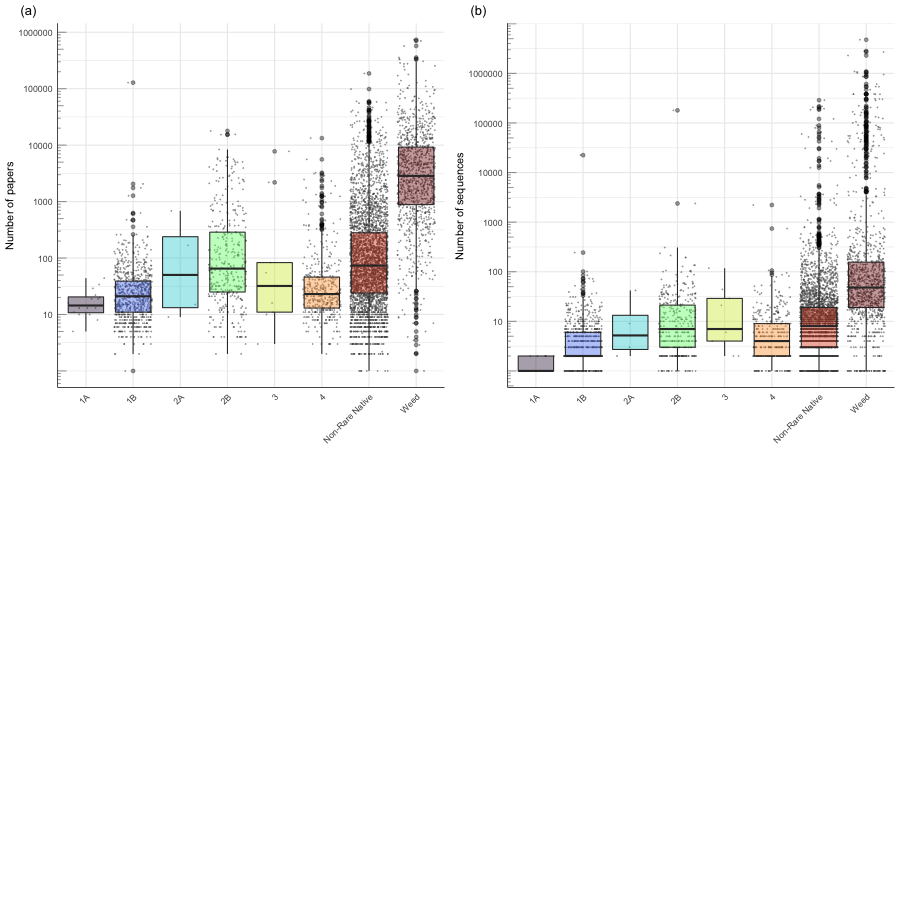 (a)
Number of papers
1000000
100000
10000
1000
100
10
1A
1B
2A
2B
3
4
Non-Rare Native
Weed
(b)
Number of sequences
1000000
100000
10000
1000
100
10
1A
1B
2A
2B
3
4
Non-Rare Native
Weed